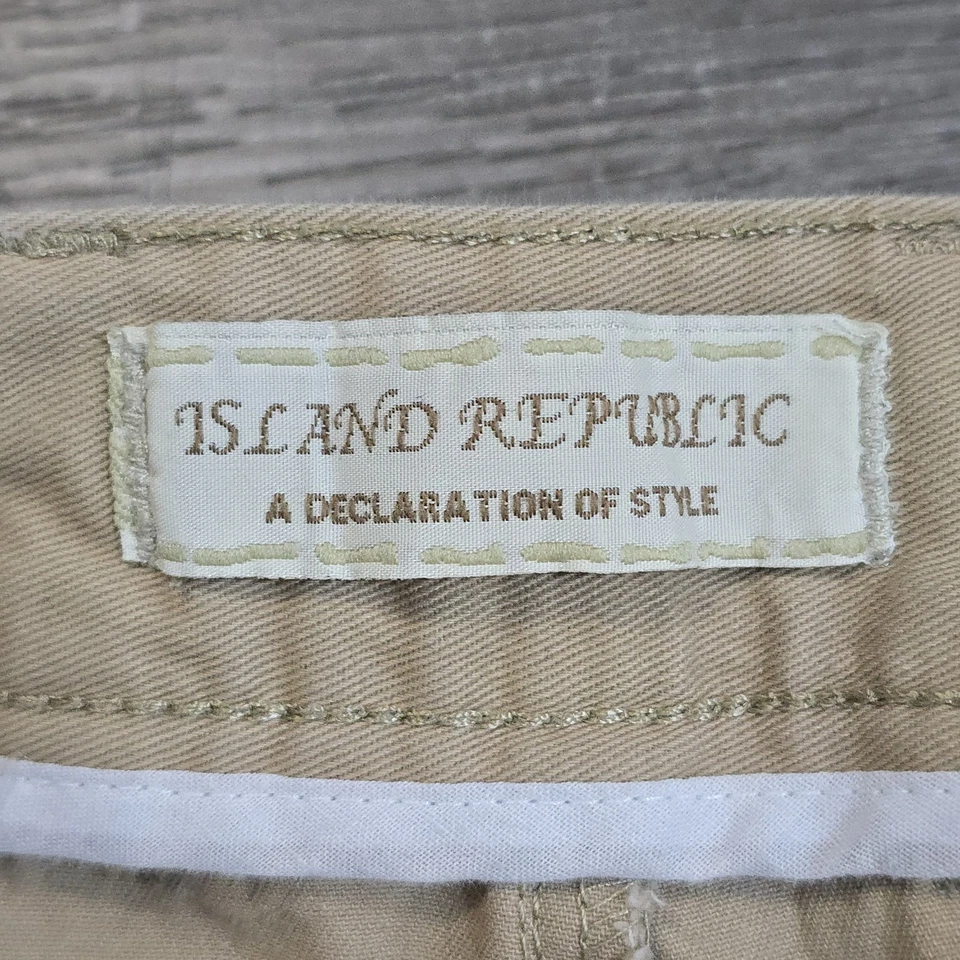 ISLAND REPUBLIC
A DECLARATION OF STYLE